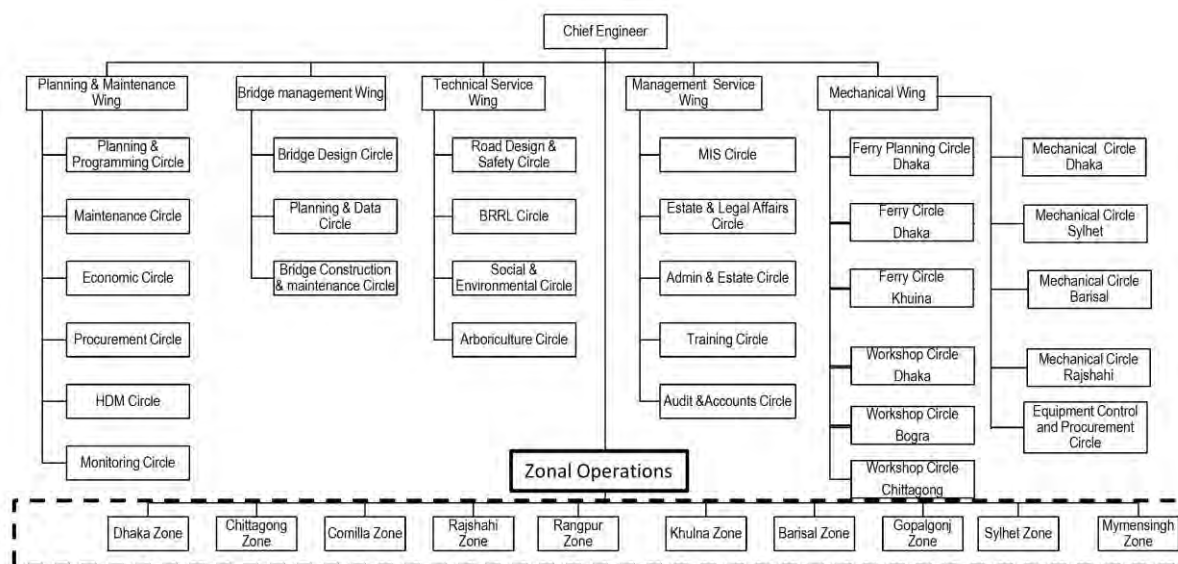 Chief Engineer
Planning & Maintenance
Wing
Bridge management Wing
Technical Service
Wing
Management Service
Wing
Mechanical Wing
Planning &
Programming Circle
Maintenance Circle
Economic Circle
Procurement Circle
HDM Circle
Monitoring Circle
Bridge Design Circle
Planning & Data
Circle
Bridge Construction
& maintenance Circle
Road Design &
Safety Circle
BRRL Circle
Social &
Environmental Circle
Arboriculture Circle
MIS Circle
Estate & Legal Affairs
Circle
Admin & Estate Circle
Training Circle
Audit &Accounts Circle
Ferry Planning Circle
Dhaka
Ferry Circle
Dhaka
Ferry Circle
Khuina
Workshop Circle
Dhaka
Workshop Circle
Bogra
Workshop Circle
Chittagong
Mechanical Circle
Dhaka
Mechanical Circle
Sylhet
Mechanical Circle
Barisal
Mechanical Circle
Rajshahi
Equipment Control
and Procurement
Circle
Zonal Operations
Dhaka Zone
Chittagong
Zone
Comilla Zone
Rajshahi
Zone
Rangpur
Zone
Khulna Zone
Barisal Zone
Gopalgonj
Zone
Sylhet Zone
Mymensingh
Zone